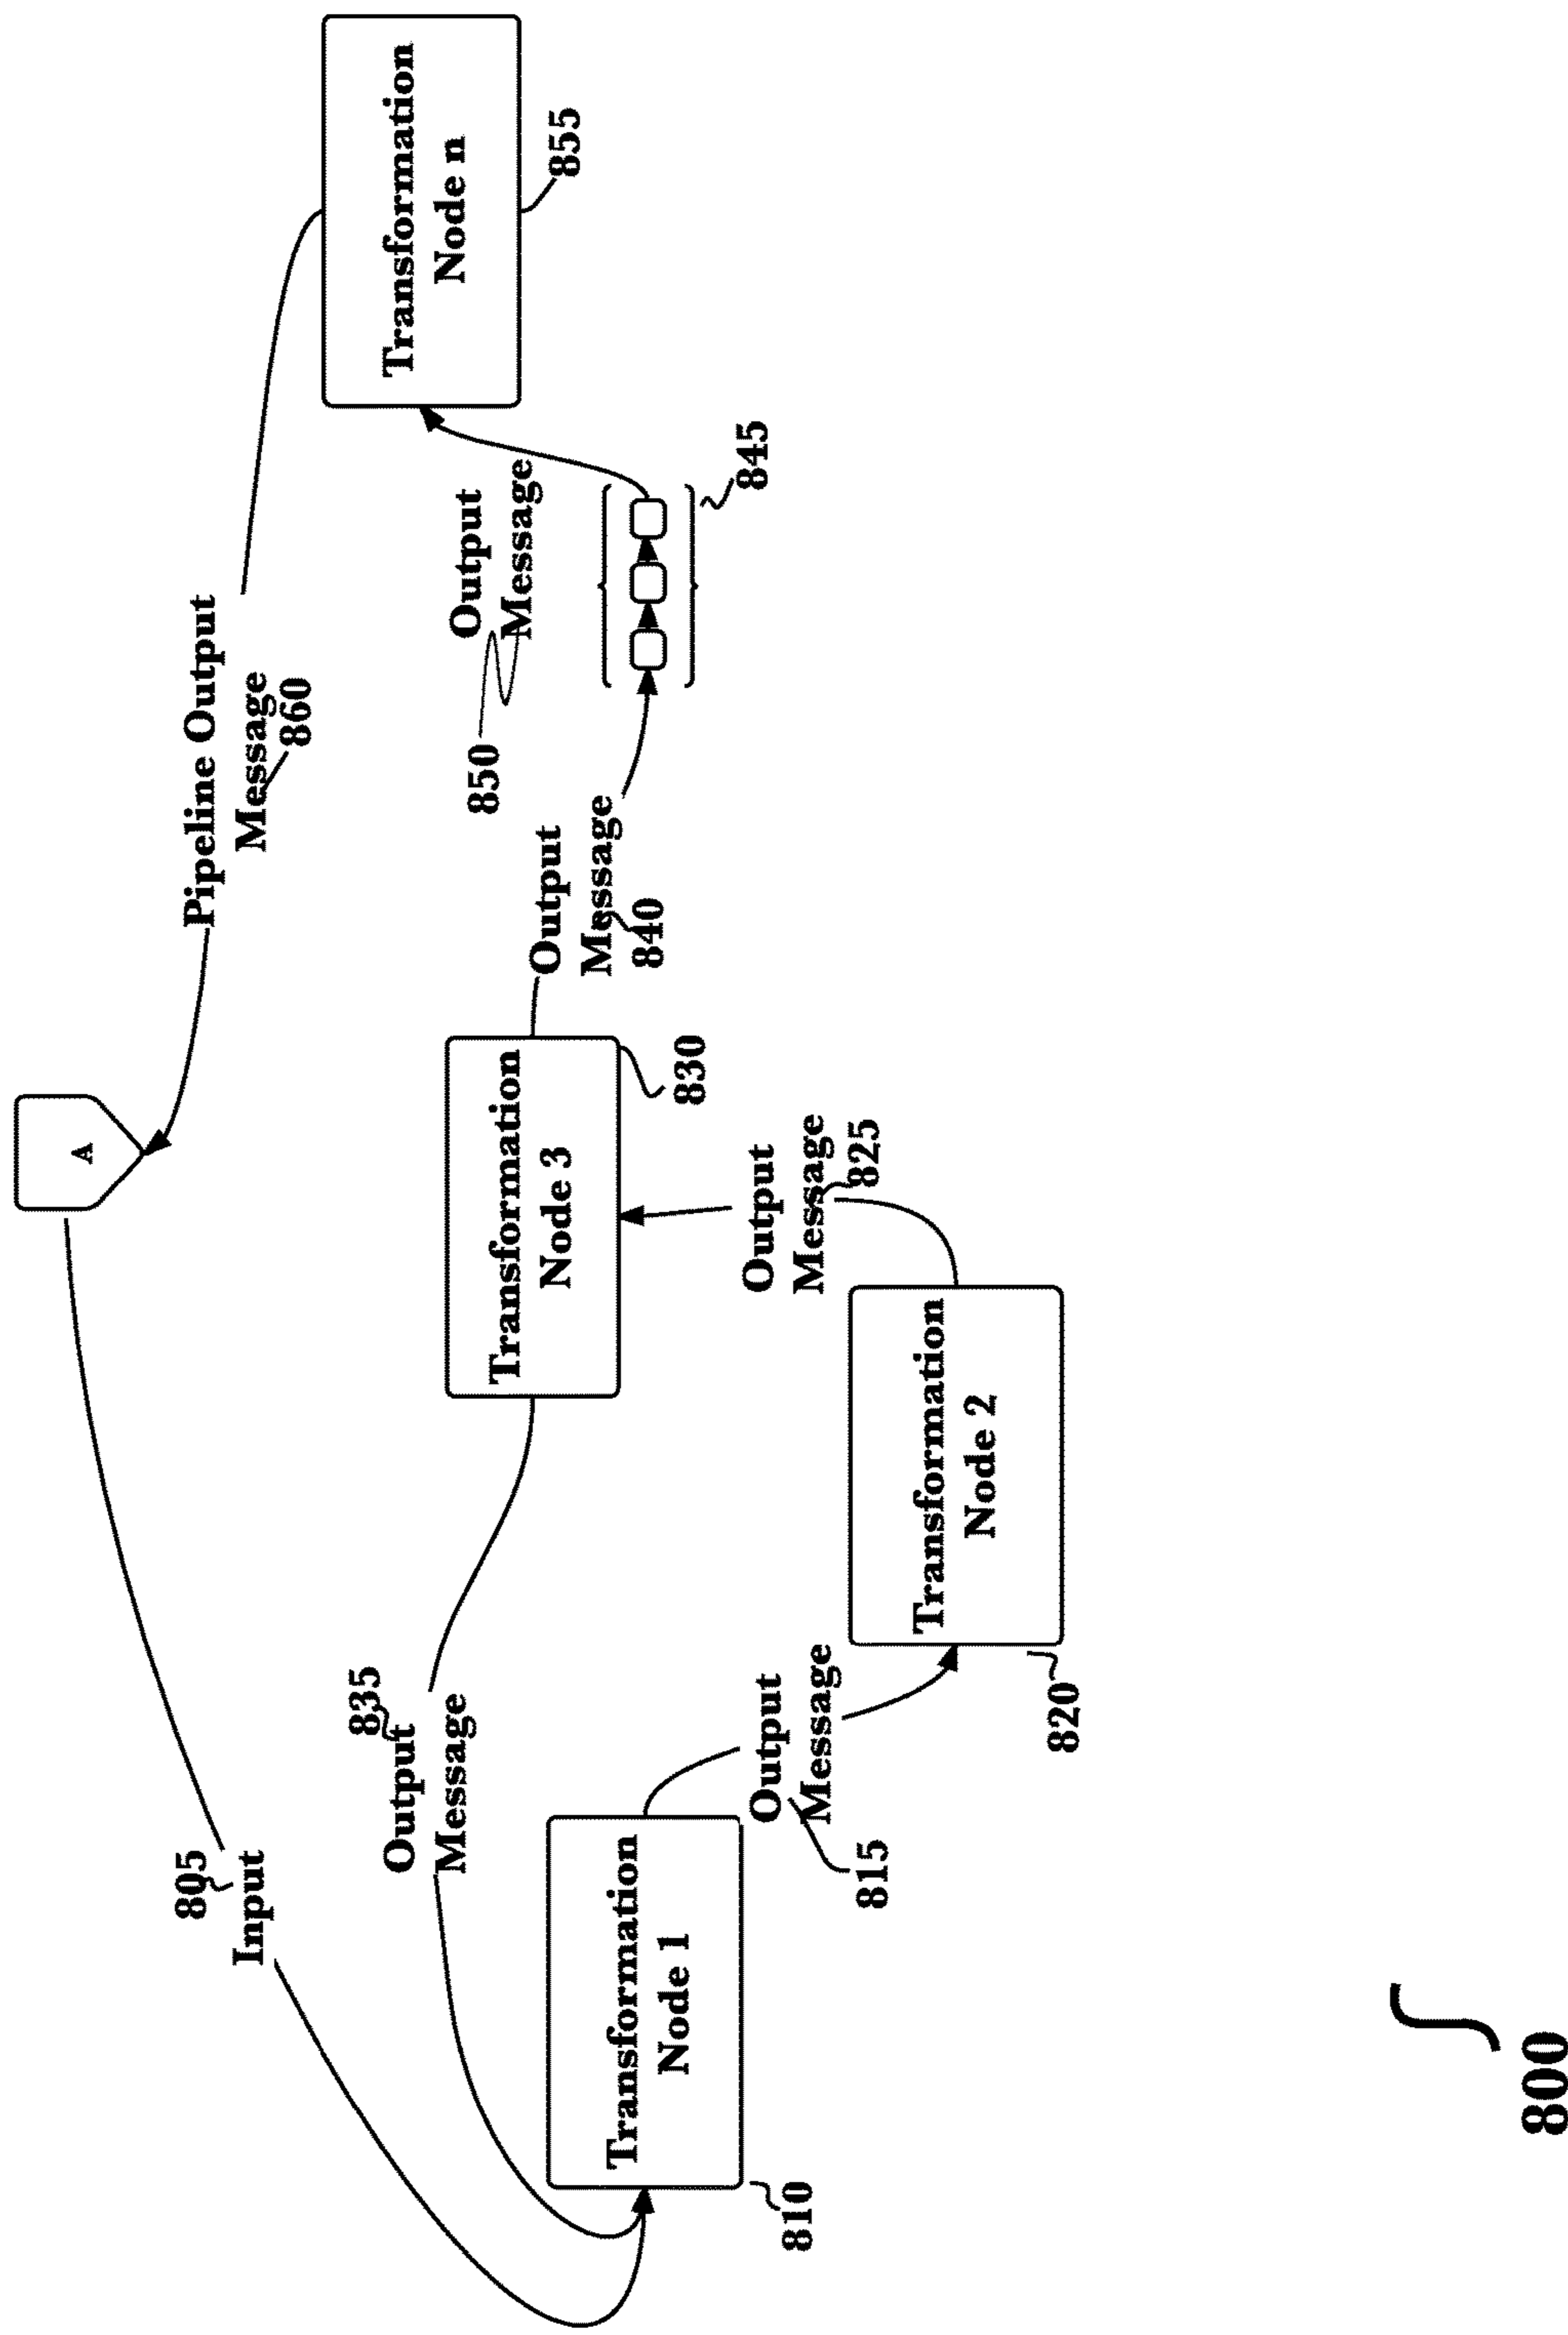 A
805
Input
Pipeline Output
Message
860
835
Output
Message
Transformation
Node 1
810
Output
Message
815
Transformation
Node 2
820
Output
Message
825
Transformation
Node 3
830
Output
Message
840
845
Output
Message
850
Transformation
Node n
855
800